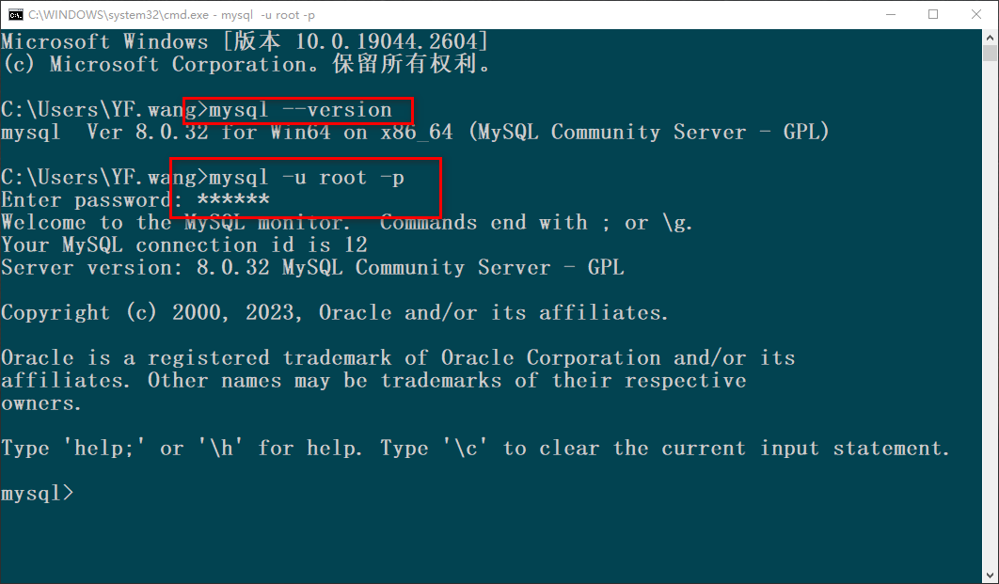 C:\WINDOWS\system32\cmd.exe - mysql  -u root -p
Microsoft Windows [版本 10.0.19044.2604]
(c) Microsoft Corporation。保留所有权利。
C:\Users\YF.wang>mysql --version
mysql  Ver 8.0.32 for Win64 on x86_64 (MySQL Community Server - GPL)
C:\Users\YF.wang>mysql -u root -p
Enter password: ******
Welcome to the MySQL monitor.  Commands end with ; or \g.
Your MySQL connection id is 12
Server version: 8.0.32 MySQL Community Server - GPL
Copyright (c) 2000, 2023, Oracle and/or its affiliates.
Oracle is a registered trademark of Oracle Corporation and/or its
affiliates. Other names may be trademarks of their respective
owners.
Type 'help;' or '\h' for help. Type '\c' to clear the current input statement.
mysql>